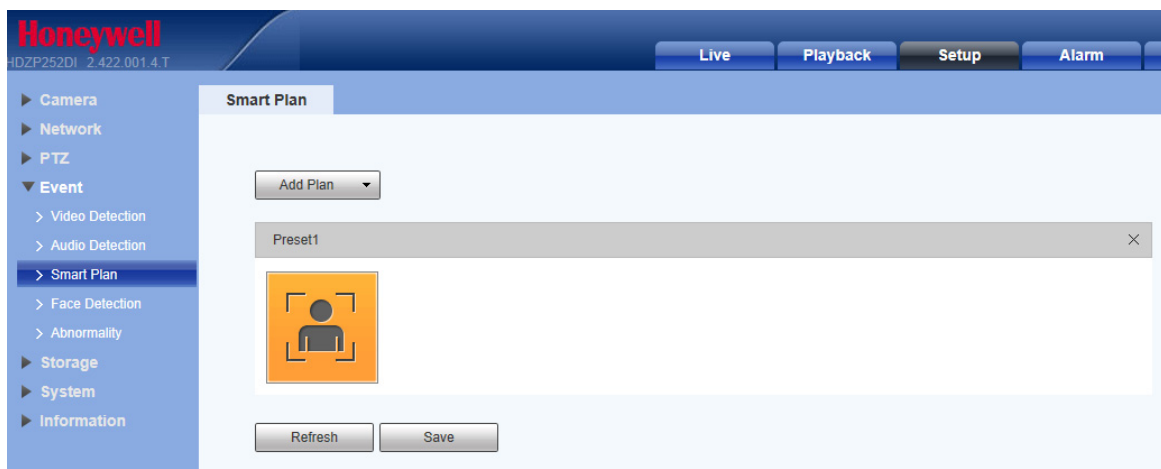 Honeywell
HDZP252DI 2.422.001.4.T
Live
Playback
Setup
Alarm
Camera
Network
PTZ
Event
Video Detection
Audio Detection
Smart Plan
Face Detection
Abnormality
Storage
System
Information
Smart Plan
Add Plan
Preset1
Refresh
Save